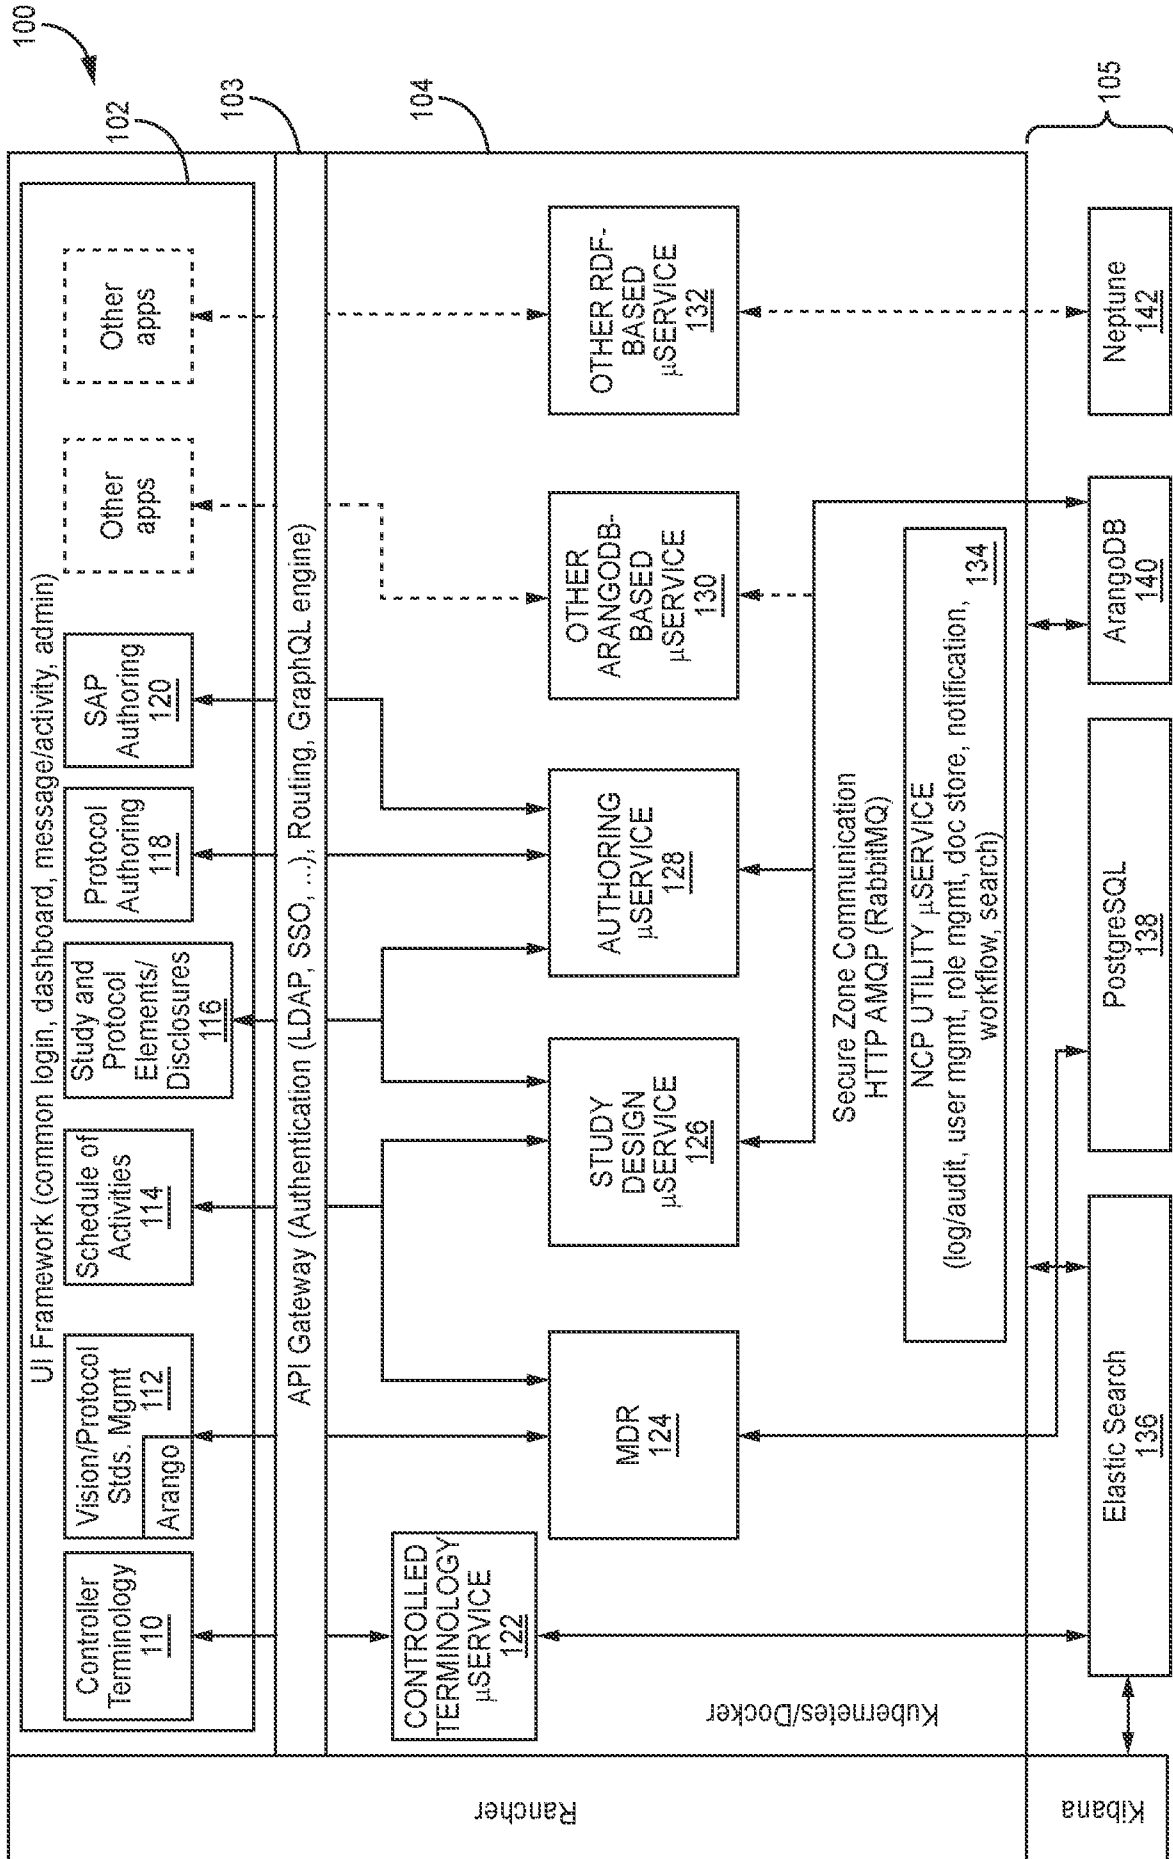 100
102
103
104
105
UI Framework (common login, dashboard, message/activity, admin)
Controller
Terminology
110
Vision/Protocol
Stds. Mgmt
112
Arango
Schedule of
Activities
114
Study and
Protocol
Elements/
Disclosures
116
Protocol
Authoring
118
SAP
Authoring
120
Other
apps
Other
apps
API Gateway (Authentication (LDAP, SSO, ...), Routing, GraphQL engine)
CONTROLLED
TERMINOLOGY
µSERVICE
122
MDR
124
STUDY
DESIGN
µSERVICE
126
AUTHORING
µSERVICE
128
OTHER
ARANGODB-
BASED
µSERVICE
130
OTHER RDF-
BASED
µSERVICE
132
Secure Zone Communication
HTTP AMQP (RabbitMQ)
NCP UTILITY µSERVICE
(log/audit, user mgmt, role mgmt, doc store, notification,
workflow, search)
134
Kubernetes/Docker
Rancher
Kibana
Elastic Search
136
PostgreSQL
138
ArangoDB
140
Neptune
142